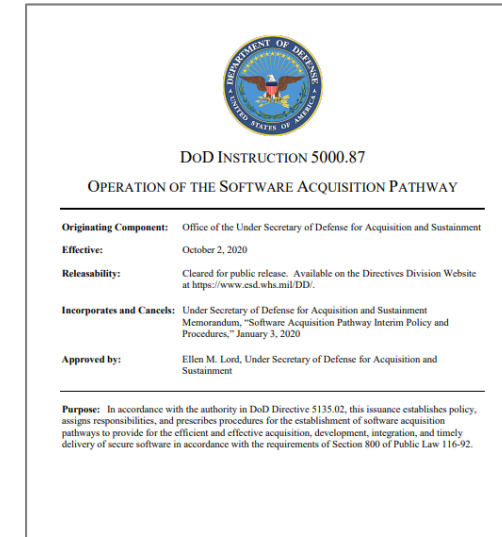 DEPARTMENT OF DEFENSE
UNITED STATES OF AMERICA
DOD INSTRUCTION 5000.87
OPERATION OF THE SOFTWARE ACQUISITION PATHWAY
Originating Component: Office of the Under Secretary of Defense for Acquisition and Sustainment
Effective: October 2, 2020
Releasability: Cleared for public release. Available on the Directives Division Website
at https://www.esd.whs.mil/DD/.
Incorporates and Cancels: Under Secretary of Defense for Acquisition and Sustainment
Memorandum, “Software Acquisition Pathway Interim Policy and
Procedures,” January 3, 2020
Approved by: Ellen M. Lord, Under Secretary of Defense for Acquisition and
Sustainment
Purpose: In accordance with the authority in DoD Directive 5135.02, this issuance establishes policy,
assigns responsibilities, and prescribes procedures for the establishment of software acquisition
pathways to provide for the efficient and effective acquisition, development, integration, and timely
delivery of secure software in accordance with the requirements of Section 800 of Public Law 116-92.